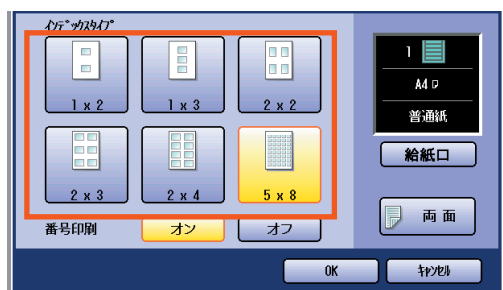 ｲﾝﾃﾞｯｸｽﾀｲﾌﾟ
1 x 2
1 x 3
2 x 2
2 x 3
2 x 4
5 x 8
番号印刷
オン
オフ
1
A4
普通紙
給紙口
両面
OK
ｷｬﾝｾﾙ